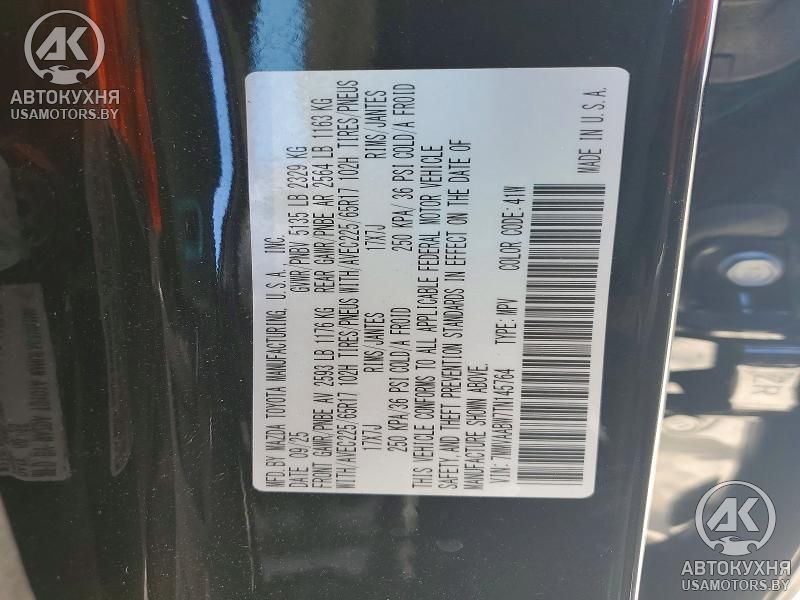 AK
АВТОКУХНЯ
USAMOTORS.BY
MFD. BY MAZDA TOYOTA MANUFACTURING, U.S.A., INC.
DATE 09/25 GVWR/PNBV 5135 LB 2329 KG
FRONT GAWR/PNBE AV 2593 LB 1176 KG REAR GAWR/PNBE AR 2564 LB 1163 KG
WITH/AVEC225/65R17 102H TIRES/PNEUS WITH/AVEC225/65R17 102H TIRES/PNEUS
17X7J RIMS/JANTES 17X7J RIMS/JANTES
250 KPA/36 PSI COLD/A FROID 250 KPA/36 PSI COLD/A FROID
THIS VEHICLE CONFORMS TO ALL APPLICABLE FEDERAL MOTOR VEHICLE
SAFETY AND THEFT PREVENTION STANDARDS IN EFFECT ON THE DATE OF
MANUFACTURE SHOWN ABOVE.
VIN: 7MMVAABW7TN145764 TYPE: MPV COLOR CODE: 41W
MADE IN U.S.A.
AK
АВТОКУХНЯ
USAMOTORS.BY